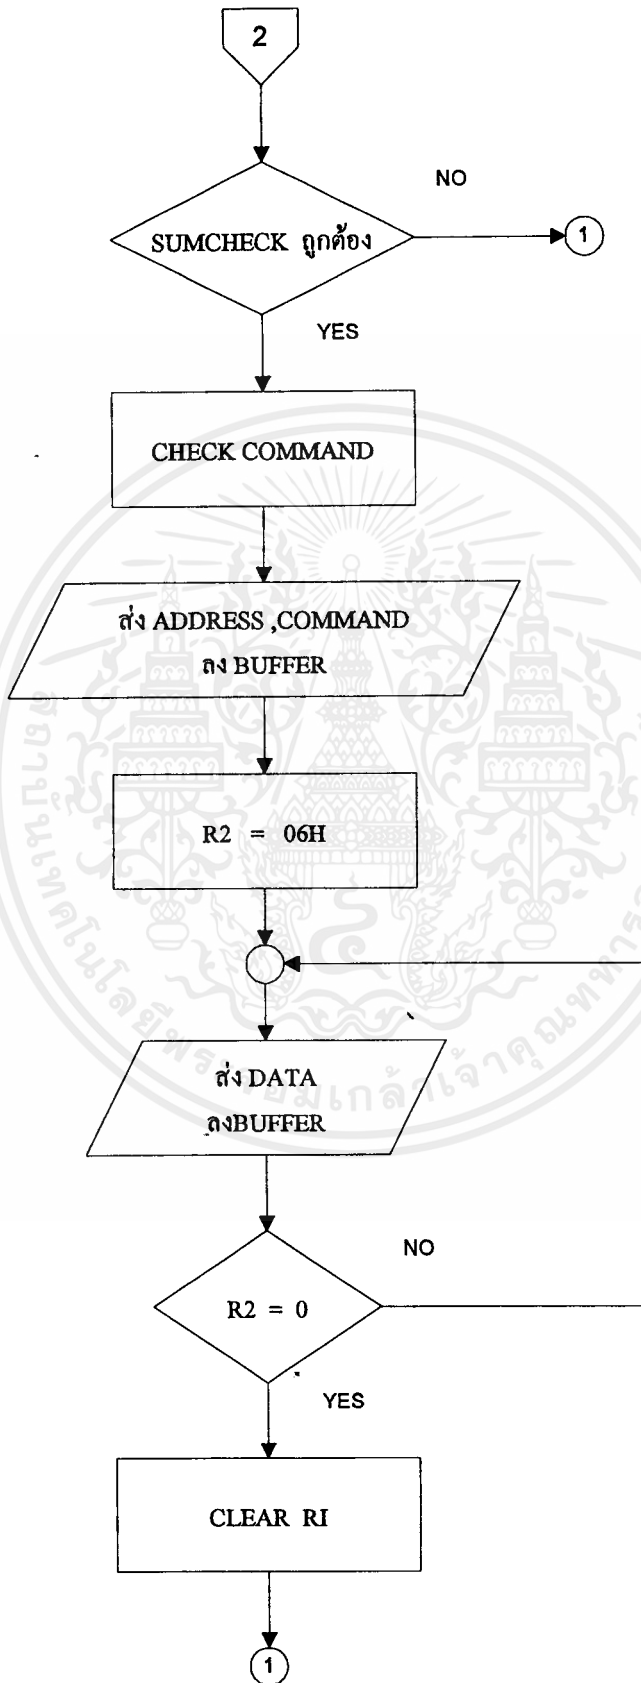 2
NO
SUMCHECK ถูกต้อง
1
YES
CHECK COMMAND
ส่ง ADDRESS ,COMMAND
ลง BUFFER
R2 = 06H
ส่ง DATA
ลงBUFFER
NO
R2 = 0
YES
CLEAR RI
1